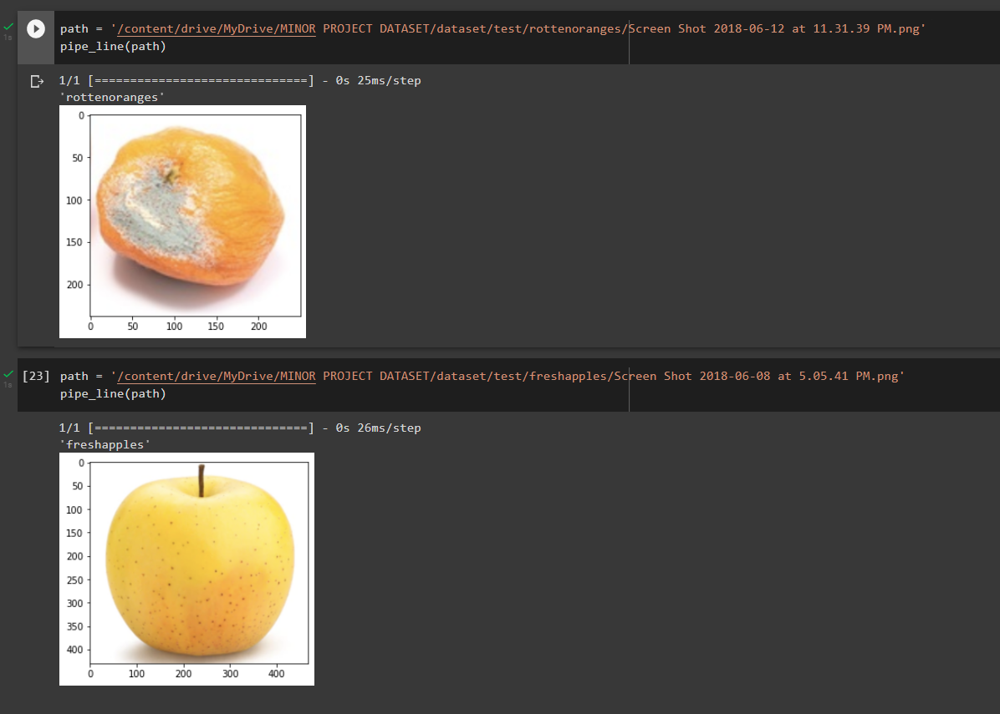 path = '/content/drive/MyDrive/MINOR PROJECT DATASET/dataset/test/rottenoranges/Screen Shot 2018-06-12 at 11.31.39 PM.png'
1s
pipe_line(path)
1/1 [==============================] - 0s 25ms/step
'rottenoranges'
0
50
100
150
200
0 50 100 150 200
[23] path = '/content/drive/MyDrive/MINOR PROJECT DATASET/dataset/test/freshapples/Screen Shot 2018-06-08 at 5.05.41 PM.png'
1s
pipe_line(path)
1/1 [==============================] - 0s 26ms/step
'freshapples'
0
50
100
150
200
250
300
350
400
0 100 200 300 400